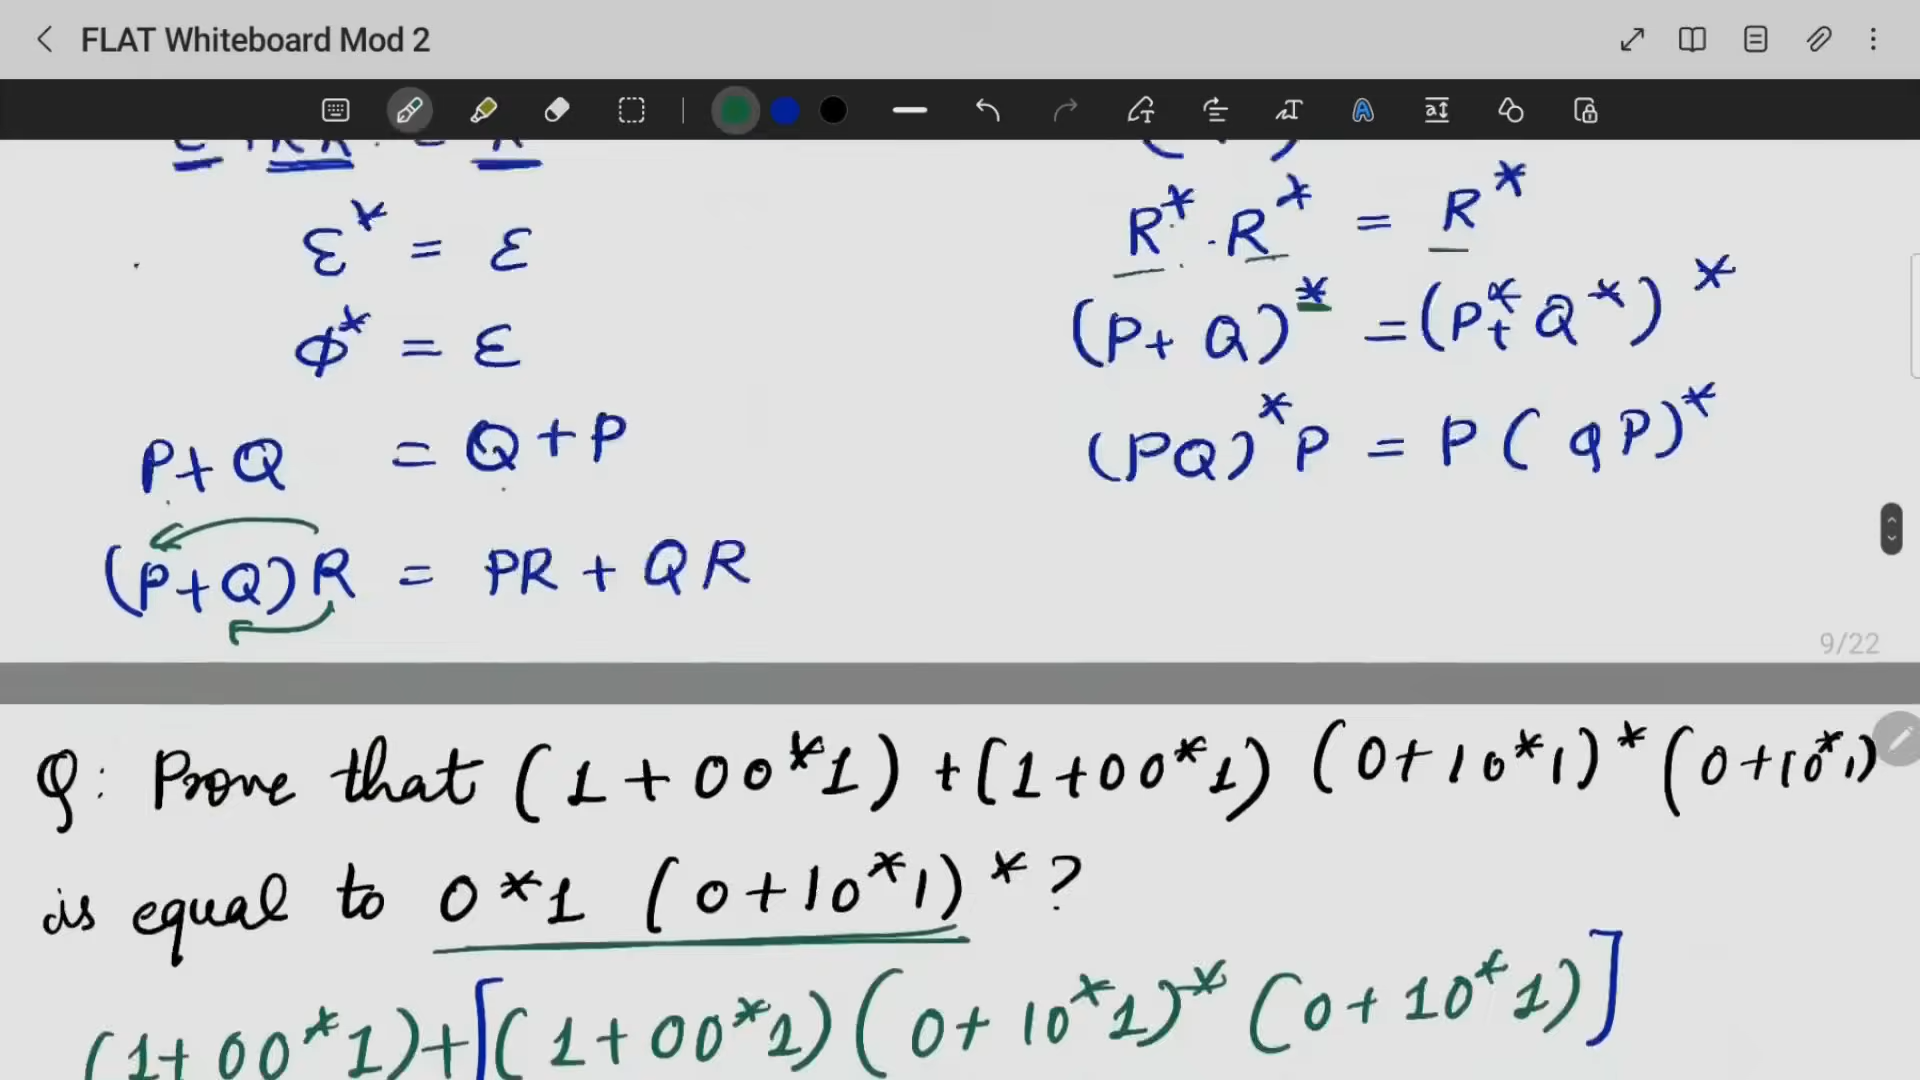 FLAT Whiteboard Mod 2
ε* = ε
φ* = ε
P+Q = Q+P
(P+Q)R = PR + QR
R*.R* = R*
(P+Q)* = (P*+Q*)*
(PQ)*P = P(QP)*
9/22
Q: Prove that (1+00*1) + (1+00*1) (0+10*1)* (0+10*1)
is equal to 0*1 (0+10*1)*?
(1+00*1)+[(1+00*1)(0+10*1)*(0+10*1)]